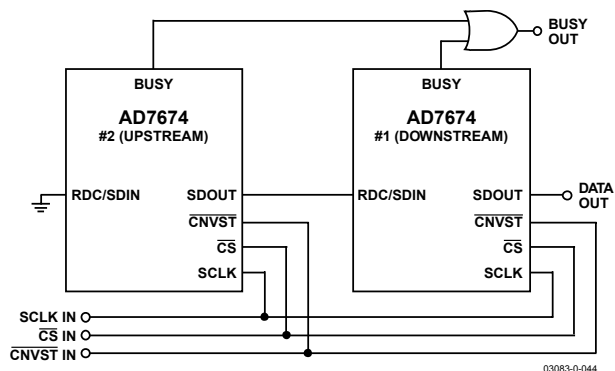 BUSY
OUT
BUSY
BUSY
AD7674
#2 (UPSTREAM)
AD7674
#1 (DOWNSTREAM)
RDC/SDIN
SDOUT
CNVST
CS
SCLK
RDC/SDIN
SDOUT
CNVST
CS
SCLK
DATA
OUT
SCLK IN
CS IN
CNVST IN
03083-0-044